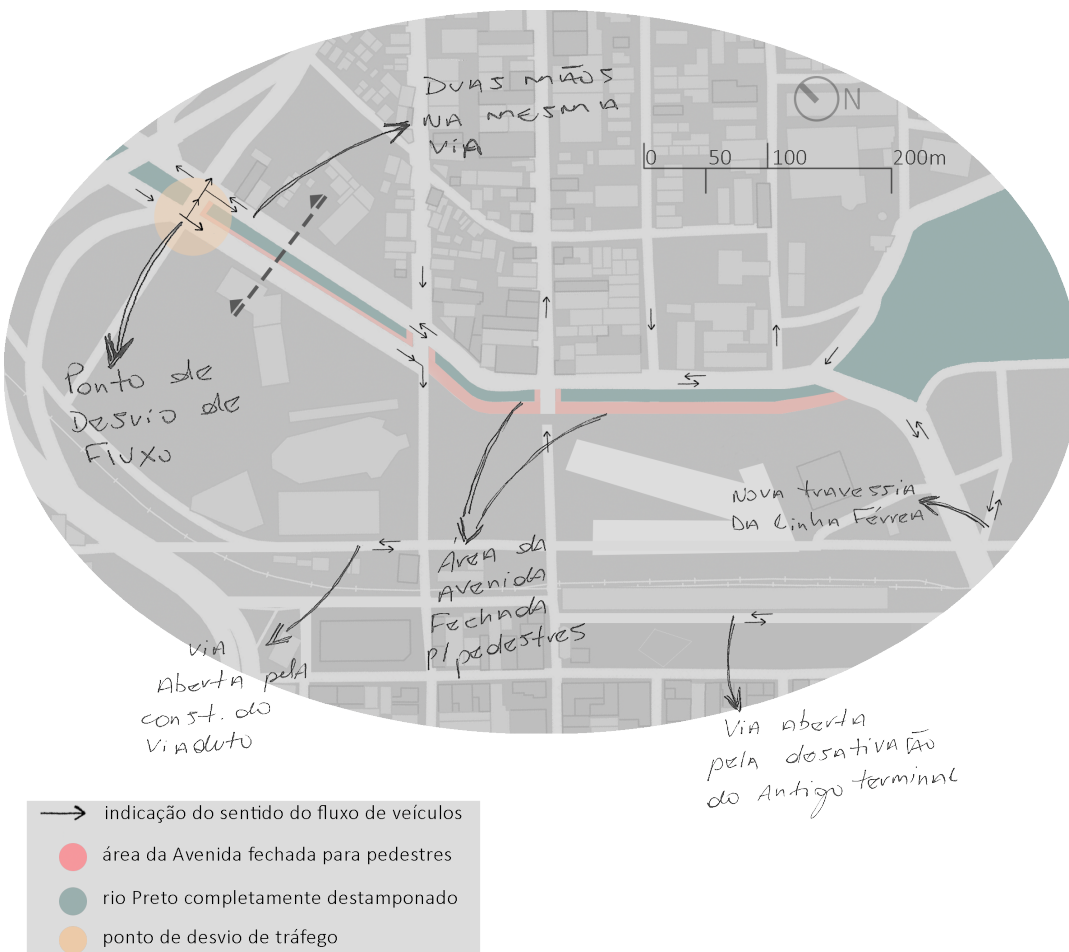 DUAS MÃOS
NA MESMA
VIA
N
0 50 100 200m
Ponto de
Desvio de
Fluxo
Nova travessia
Da linha Férrea
Área da
Avenida
Fechada
p/ pedestres
Via
Aberta pela
const. do
Viaduto
Via aberta
pela desativação
do Antigo terminal
indicação do sentido do fluxo de veículos
área da Avenida fechada para pedestres
rio Preto completamente destamponado
ponto de desvio de tráfego